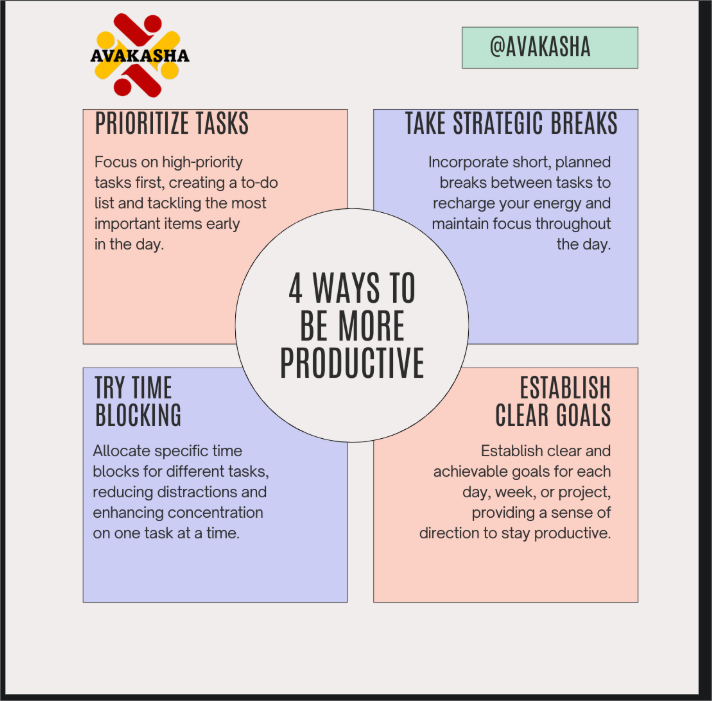 AVAKASHA
@AVAKASHA
PRIORITIZE TASKS
Focus on high-priority
tasks first, creating a to-do
list and tackling the most
important items early
in the day.
TAKE STRATEGIC BREAKS
Incorporate short, planned
breaks between tasks to
recharge your energy and
maintain focus throughout
the day.
4 WAYS TO
BE MORE
PRODUCTIVE
TRY TIME
BLOCKING
Allocate specific time
blocks for different tasks,
reducing distractions and
enhancing concentration
on one task at a time.
ESTABLISH
CLEAR GOALS
Establish clear and
achievable goals for each
day, week, or project,
providing a sense of
direction to stay productive.